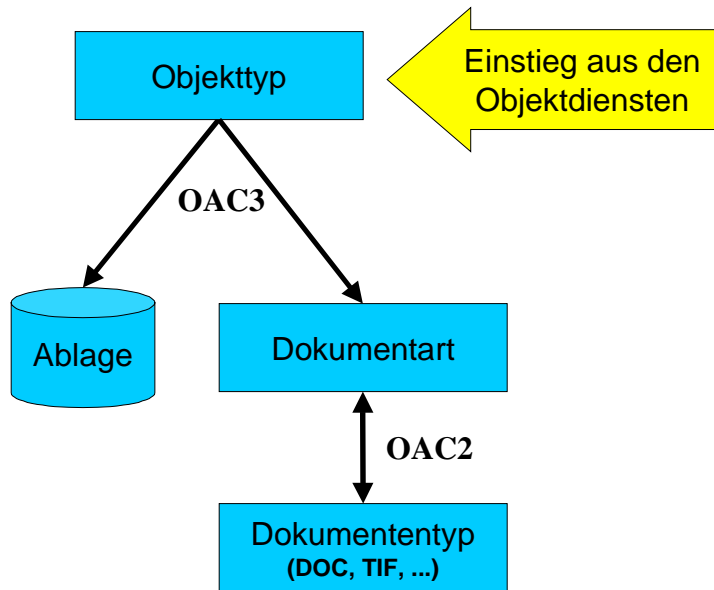 Objekttyp
Einstieg aus den
Objektdiensten
OAC3
Ablage
Dokumentart
OAC2
Dokumententyp
(DOC, TIF, ...)